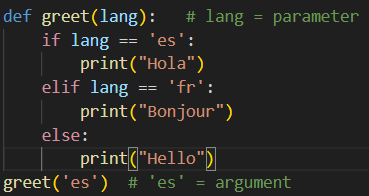 def greet(lang):   # lang = parameter
    if lang == 'es':
        print("Hola")
    elif lang == 'fr':
        print("Bonjour")
    else:
        print("Hello")
greet('es')  # 'es' = argument